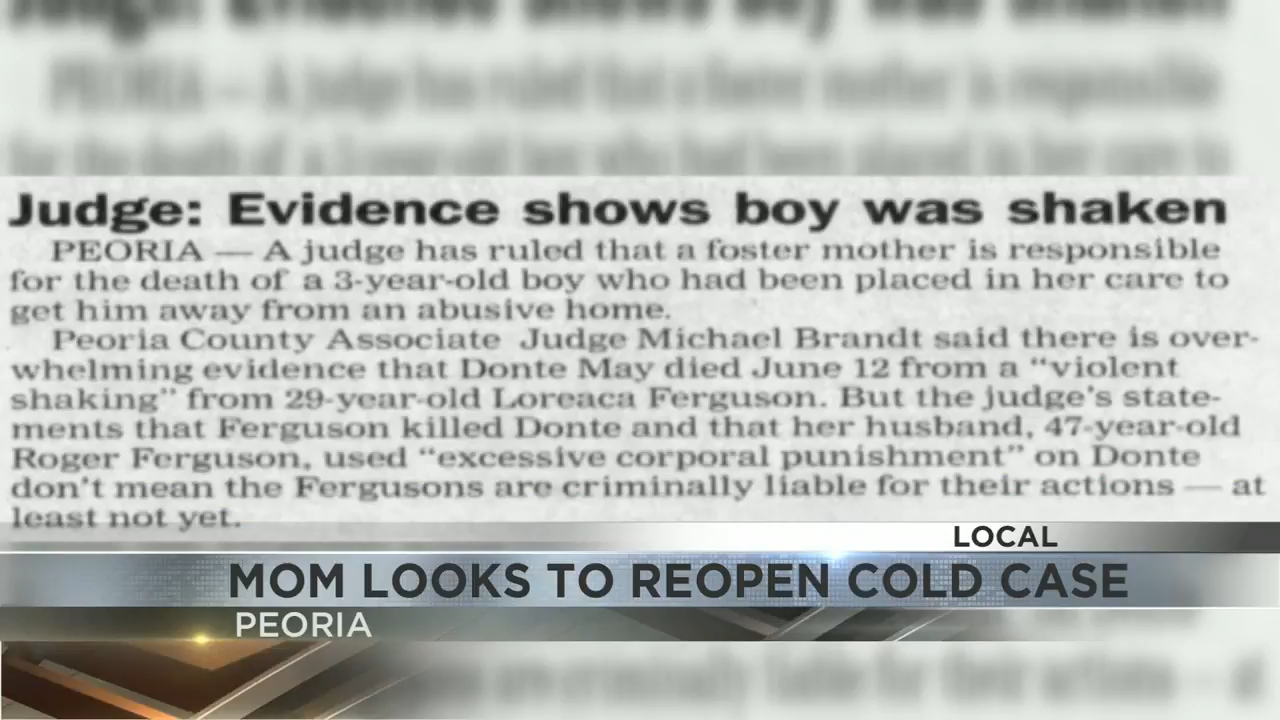 Judge: Evidence shows boy was shaken
PEORIA — A judge has ruled that a foster mother is responsible
for the death of a 3-year-old boy who had been placed in her care to
get him away from an abusive home.
Peoria County Associate Judge Michael Brandt said there is over-
whelming evidence that Donte May died June 12 from a “violent
shaking” from 29-year-old Loreaca Ferguson. But the judge's state-
ments that Ferguson killed Donte and that her husband, 47-year-old
Roger Ferguson, used “excessive corporal punishment” on Donte
don't mean the Fergusons are criminally liable for their actions — at
least not yet.
LOCAL
MOM LOOKS TO REOPEN COLD CASE
PEORIA